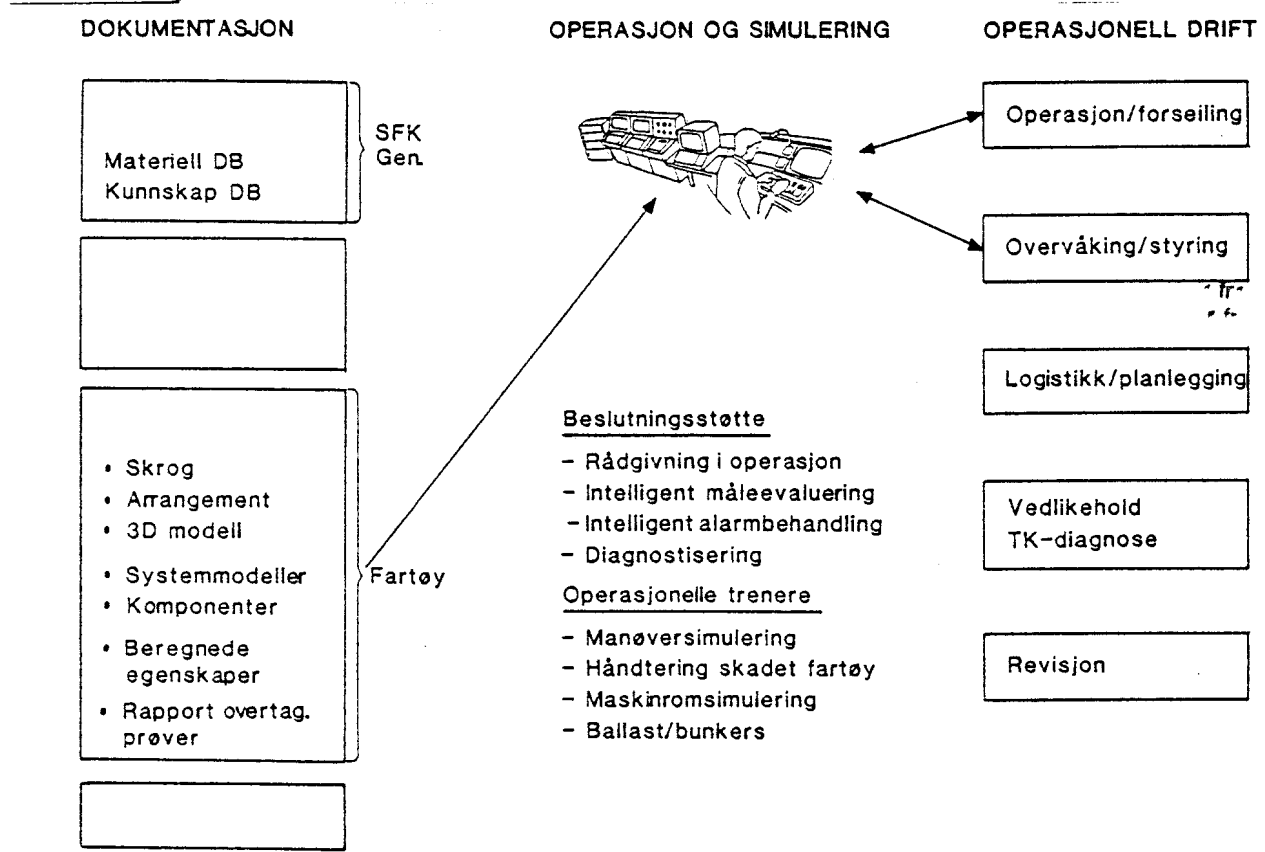 DOKUMENTASJON
Materiell DB
Kunnskap DB
SFK
Gen.
• Skrog
• Arrangement
• 3D modell
• Systemmodeller
• Komponenter
• Beregnede
egenskaper
• Rapport overtag.
prøver
Fartøy
OPERASJON OG SIMULERING
Beslutningsstøtte
– Rådgivning i operasjon
– Intelligent måleevaluering
–Intelligent alarmbehandling
– Diagnostisering
Operasjonelle trenere
– Manøversimulering
– Håndtering skadet fartøy
– Maskinromsimulering
– Ballast/bunkers
OPERASJONELL DRIFT
Operasjon/forseiling
Overvåking/styring
Logistikk/planlegging
Vedlikehold
TK-diagnose
Revisjon